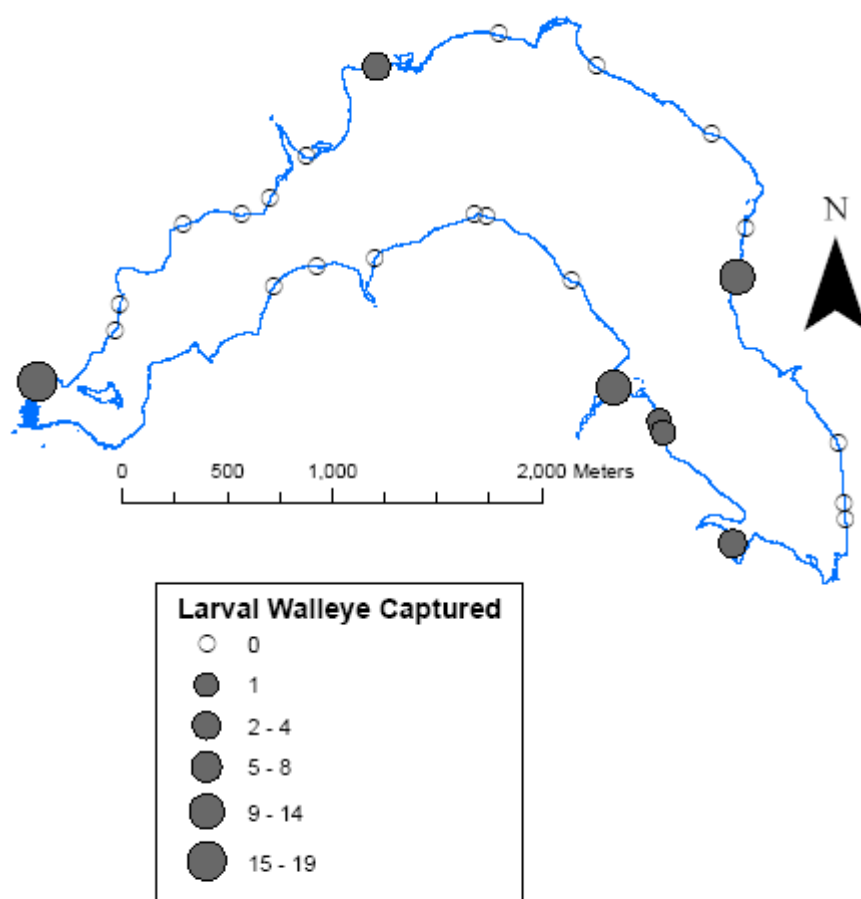 N
0 500 1,000 2,000 Meters
Larval Walleye Captured
0
1
2 - 4
5 - 8
9 - 14
15 - 19